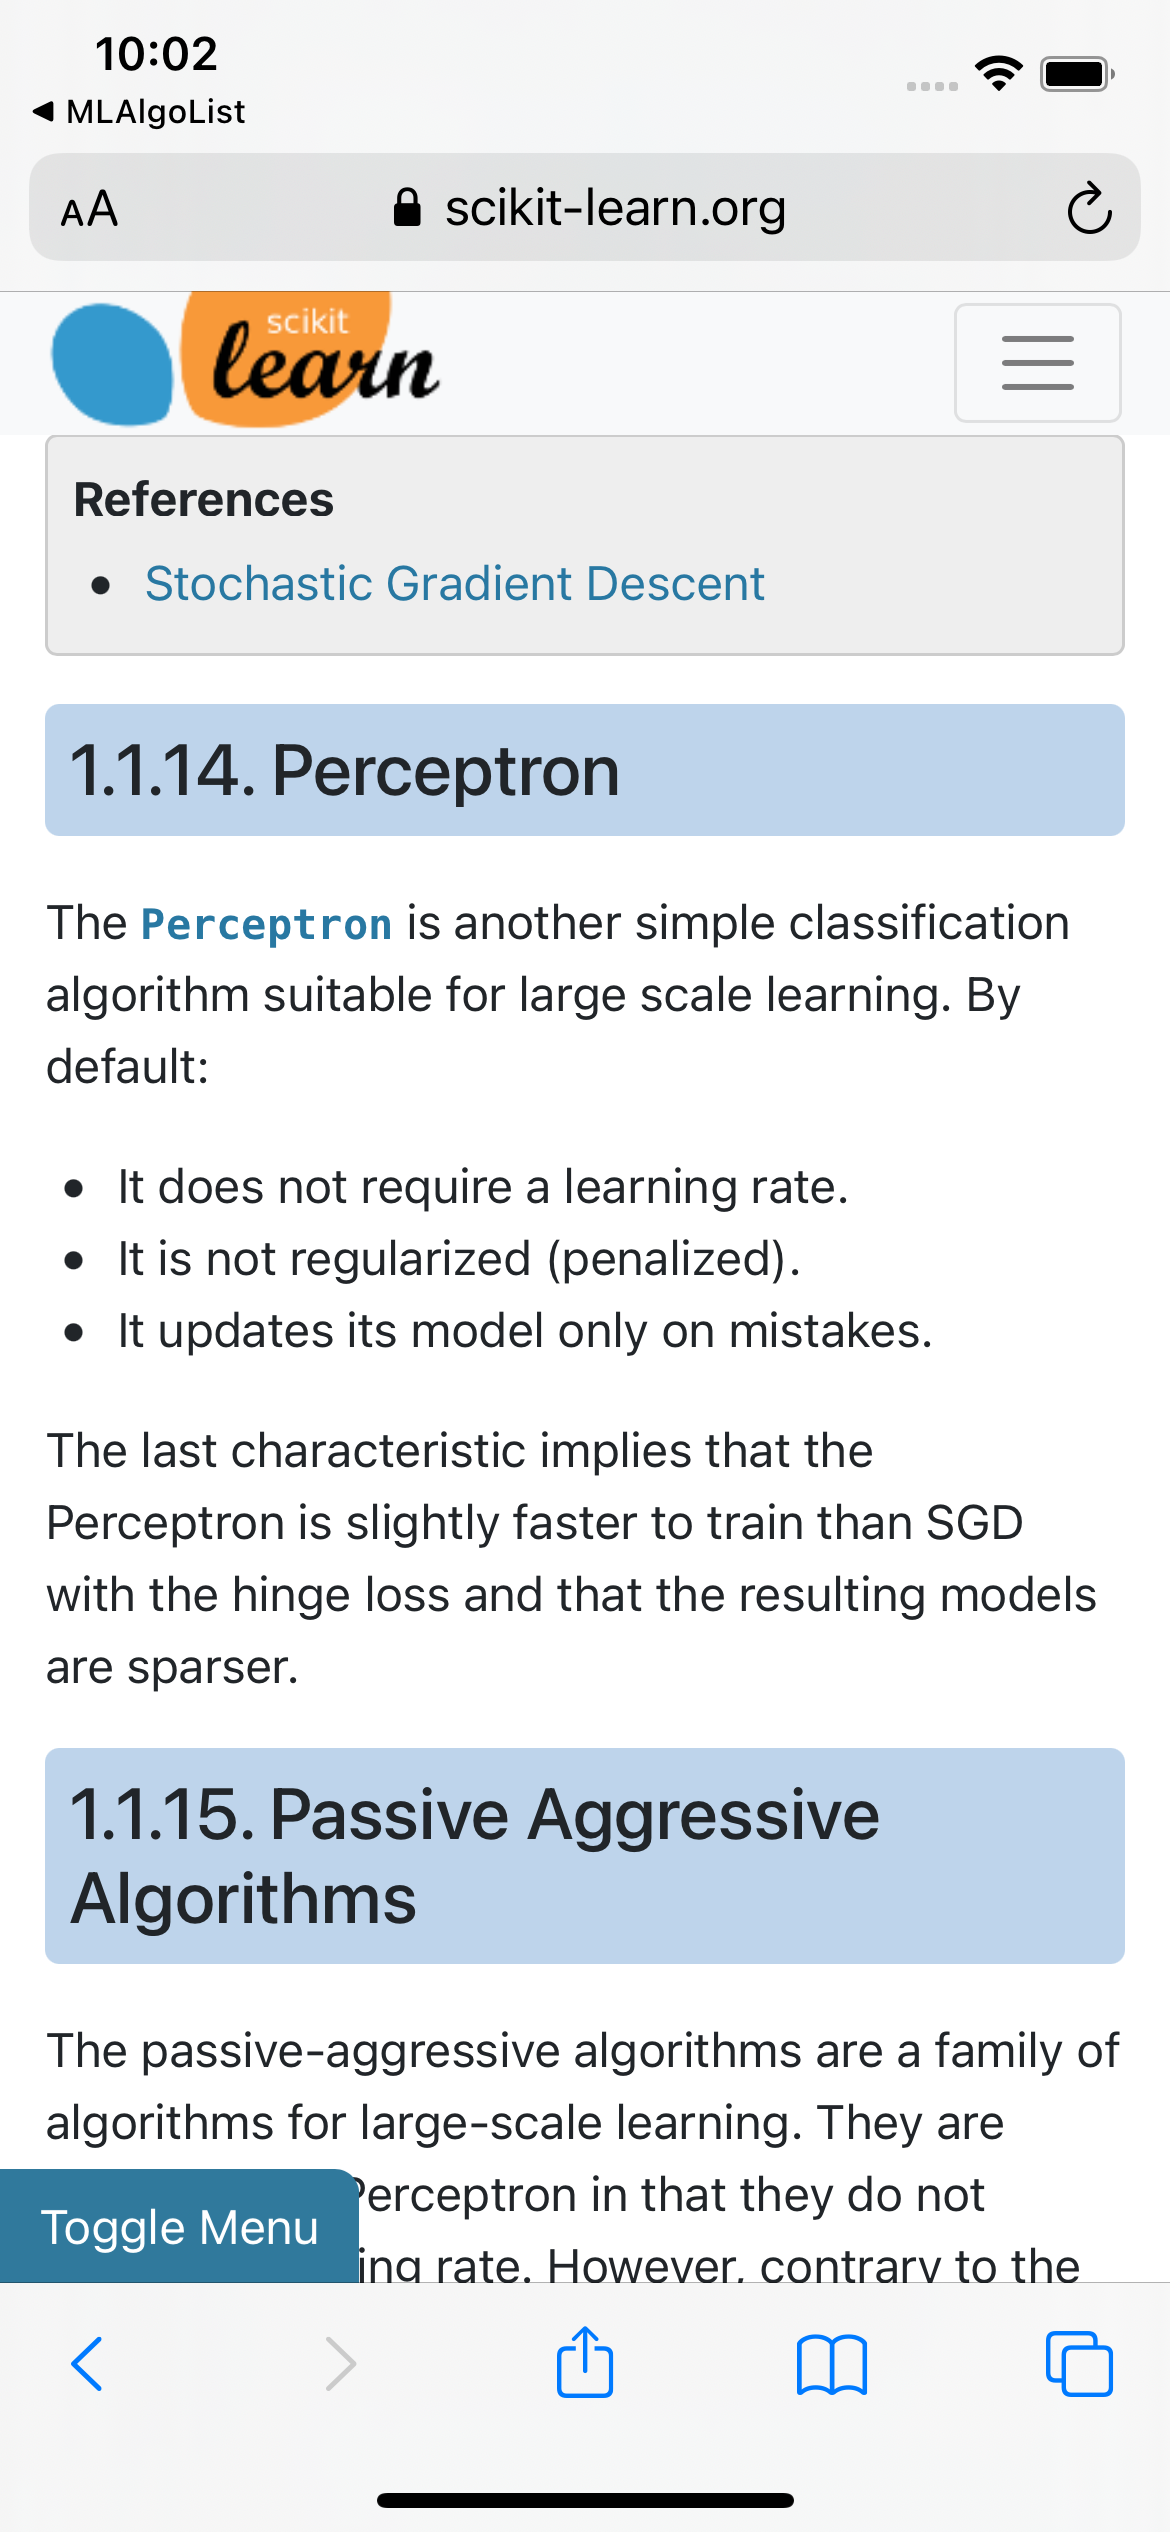 10:02
◀ MLAlgoList
AA
scikit-learn.org
scikit
learn
References
• Stochastic Gradient Descent
1.1.14. Perceptron
The Perceptron is another simple classification
algorithm suitable for large scale learning. By
default:
• It does not require a learning rate.
• It is not regularized (penalized).
• It updates its model only on mistakes.
The last characteristic implies that the
Perceptron is slightly faster to train than SGD
with the hinge loss and that the resulting models
are sparser.
1.1.15. Passive Aggressive
Algorithms
The passive-aggressive algorithms are a family of
algorithms for large-scale learning. They are
Perceptron in that they do not
ing rate. However, contrary to the
Toggle Menu